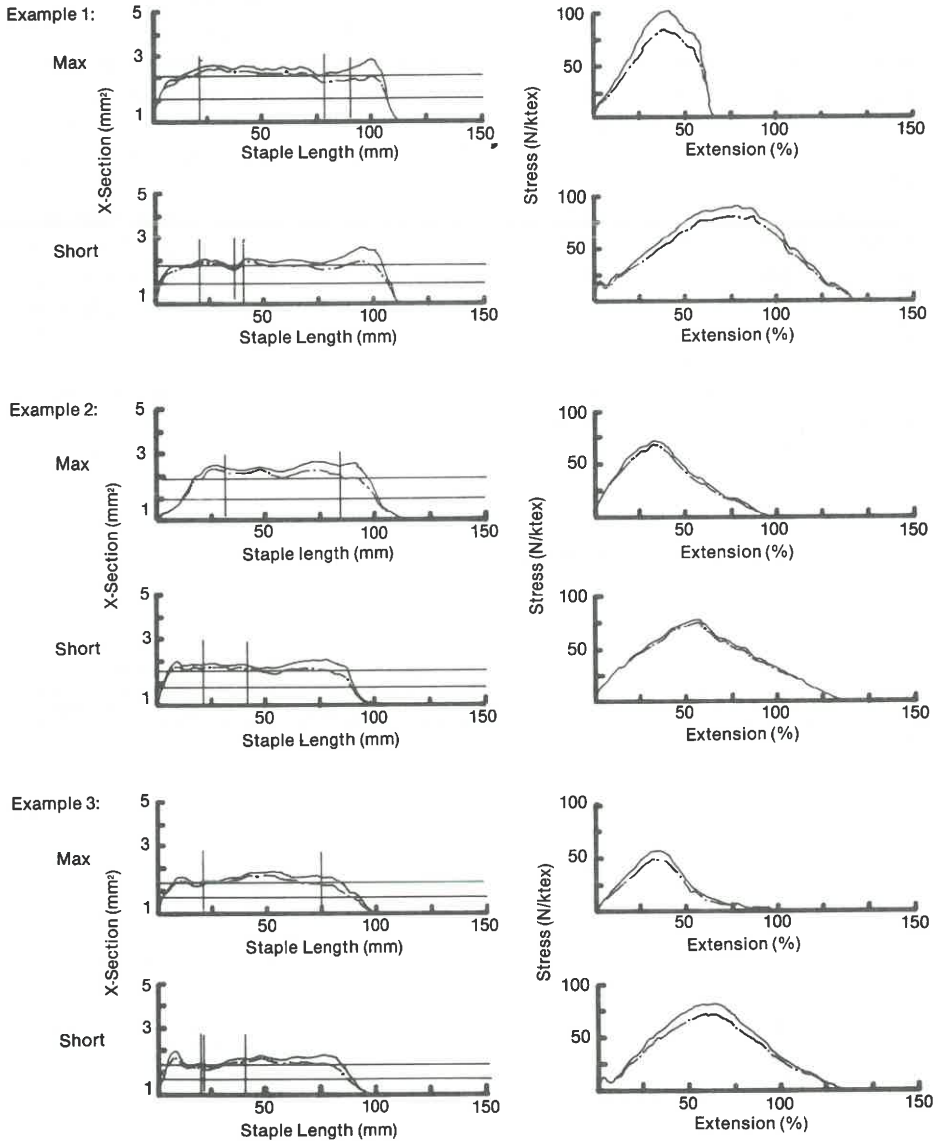 Example 1:
Max
X-Section (mm²)
5
3
1
50
100
150
Staple Length (mm)
Stress (N/ktex)
100
50
50
100
150
Extension (%)
Short
5
3
1
50
100
150
Staple Length (mm)
100
50
50
100
150
Extension (%)
Example 2:
Max
X-Section (mm²)
5
3
1
50
100
150
Staple length (mm)
Stress (N/ktex)
100
50
50
100
150
Extension (%)
Short
5
3
1
50
100
150
Staple Length (mm)
100
50
50
100
150
Extension (%)
Example 3:
Max
X-Section (mm²)
5
3
1
50
100
150
Staple Length (mm)
Stress (N/ktex)
100
50
50
100
150
Extension (%)
Short
5
3
1
50
100
150
Staple Length (mm)
100
50
50
100
150
Extension (%)